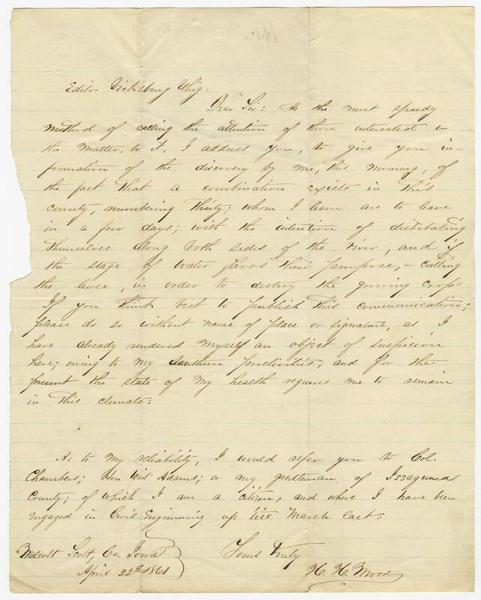 Editor Vicksburg Whig
Dear Sir: As the most speedy
method of calling the attention of those interested in
the matter, to it, I address you, to give you in-
formation of the discovery by me, this morning, of
the fact that a combination exists in this
county, numbering thirty; whom I learn are to leave
in a few days; with the intention of distributing
themselves along both sides of the river, and if
the stage of water favors their purpose, - cutting
the levee, in order to destroy the growing crops.
If you think best to publish this communication;
please do so without name of place or signature, as I
have already rendered myself an object of suspicion
here; owing to my Southern proclivities; and for the
present the state of my health requires me to remain
in this climate.
As to my reliability, I would refer you to Col.
Chambers; Hon Wirt Adams; or any gentleman of Issaquena
County; of which I am a citizen, and where I have been
engaged in Civil Engineering up till March last.
Scott, Co. Iowa
April 22d 1861
Yours truly
H. H. Wood